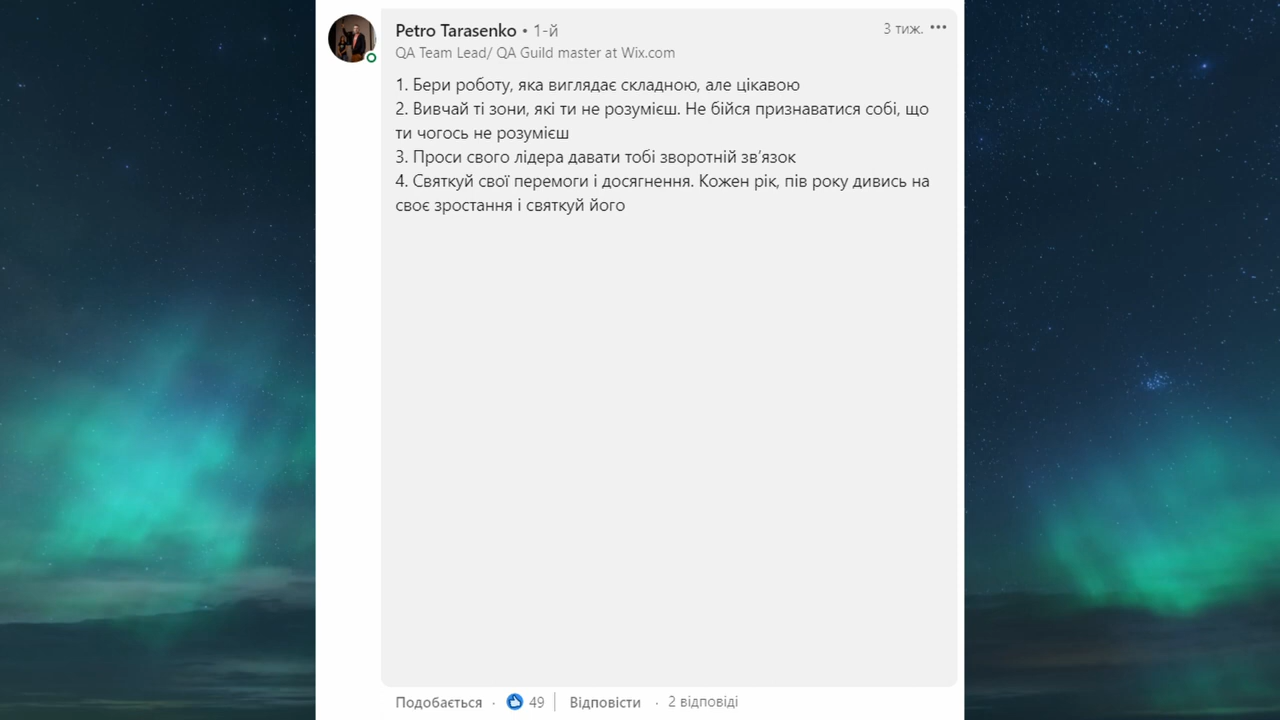 Petro Tarasenko • 1-й
3 тиж.
QA Team Lead/ QA Guild master at Wix.com
1. Бери роботу, яка виглядає складною, але цікавою
2. Вивчай ті зони, які ти не розумієш. Не бійся признаватися собі, що
ти чогось не розумієш
3. Проси свого лідера давати тобі зворотній зв’язок
4. Святкуй свої перемоги і досягнення. Кожен рік, пів року дивись на
своє зростання і святкуй його
Подобається · 49 | Відповісти · 2 відповіді